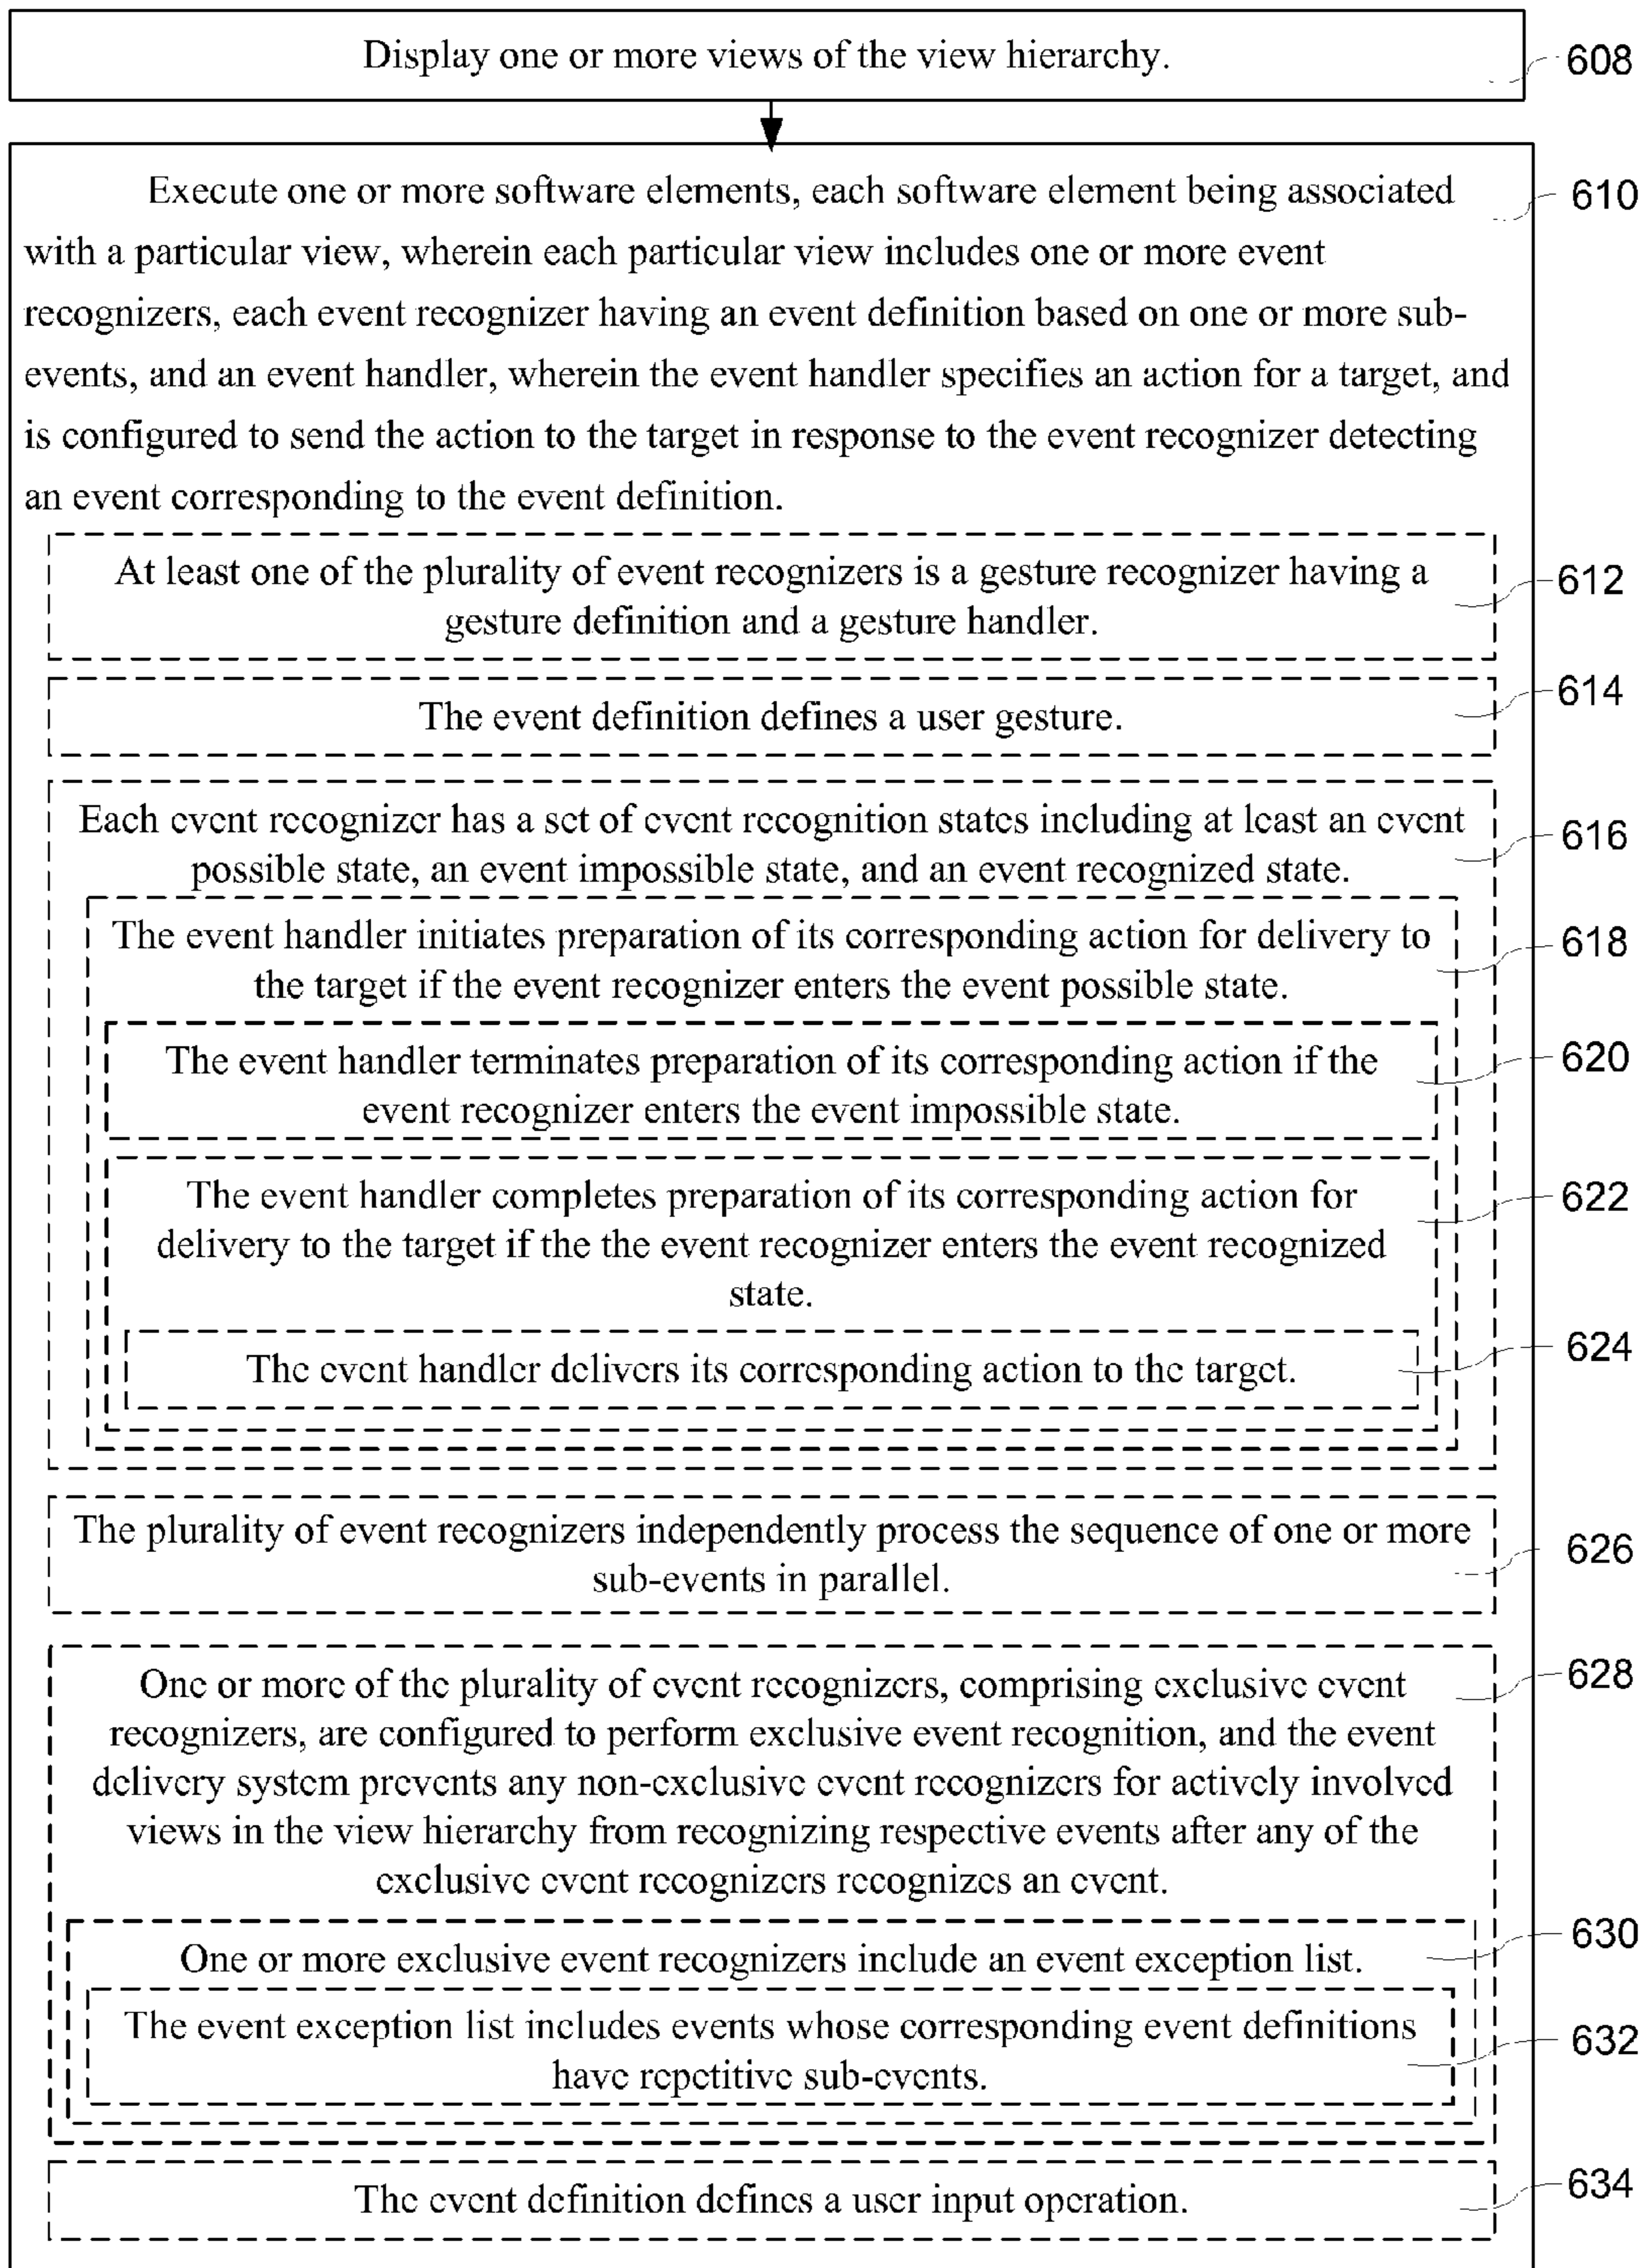 Display one or more views of the view hierarchy.
608
Execute one or more software elements, each software element being associated
610
with a particular view, wherein each particular view includes one or more event
recognizers, each event recognizer having an event definition based on one or more sub-
events, and an event handler, wherein the event handler specifies an action for a target, and
is configured to send the action to the target in response to the event recognizer detecting
an event corresponding to the event definition.
At least one of the plurality of event recognizers is a gesture recognizer having a
612
gesture definition and a gesture handler.
614
The event definition defines a user gesture.
Each event recognizer has a set of event recognition states including at least an event
616
possible state, an event impossible state, and an event recognized state.
The event handler initiates preparation of its corresponding action for delivery to
618
the target if the event recognizer enters the event possible state.
The event handler terminates preparation of its corresponding action if the
620
event recognizer enters the event impossible state.
The event handler completes preparation of its corresponding action for
622
delivery to the target if the the event recognizer enters the event recognized
state.
The event handler delivers its corresponding action to the target.
624
The plurality of event recognizers independently process the sequence of one or more
626
sub-events in parallel.
One or more of the plurality of event recognizers, comprising exclusive event
628
recognizers, are configured to perform exclusive event recognition, and the event
delivery system prevents any non-exclusive event recognizers for actively involved
views in the view hierarchy from recognizing respective events after any of the
exclusive event recognizers recognizes an event.
One or more exclusive event recognizers include an event exception list.
630
The event exception list includes events whose corresponding event definitions
632
have repetitive sub-events.
The event definition defines a user input operation.
634